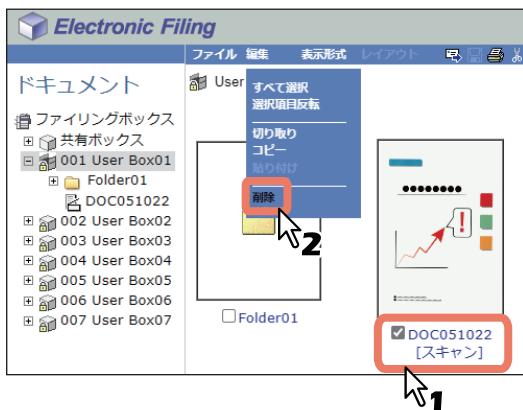 Electronic Filing
ファイル 編集 表示形式 レイアウト
ドキュメント
ファイリングボックス
共有ボックス
001 User Box01
Folder01
DOC051022
002 User Box02
003 User Box03
004 User Box04
005 User Box05
006 User Box06
007 User Box07
User
すべて選択
選択項目反転
切り取り
コピー
貼り付け
削除
2
Folder01
DOC051022
[スキャン]
1